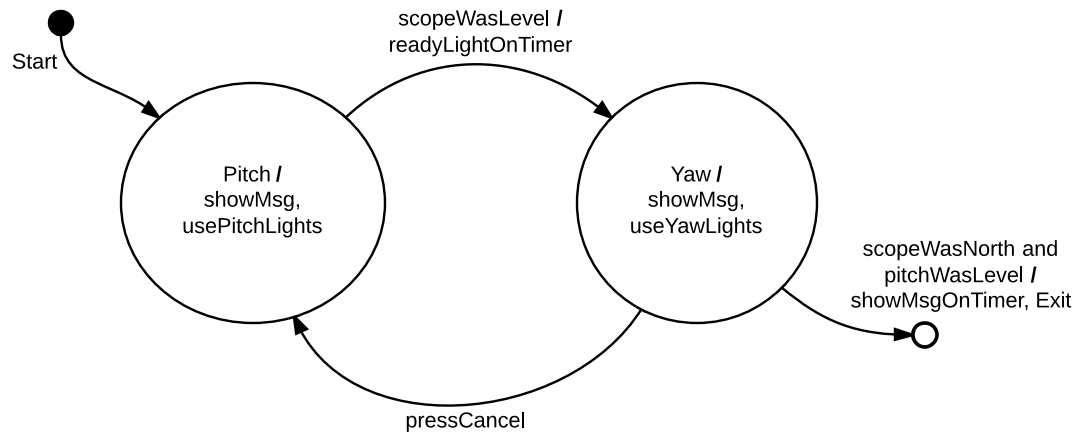 Start
scopeWasLevel /
readyLightOnTimer
Pitch /
showMsg,
usePitchLights
Yaw /
showMsg,
useYawLights
scopeWasNorth and
pitchWasLevel /
showMsgOnTimer, Exit
pressCancel